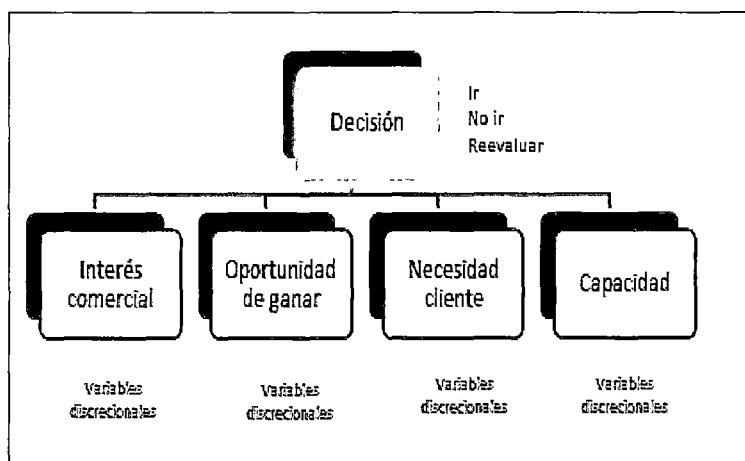 Decisión
Ir
No ir
Reevaluar
Interés
comercial
Oportunidad
de ganar
Necesidad
cliente
Capacidad
Variables
discrecionales
Variables
discrecionales
Variables
discrecionales
Variables
discrecionales